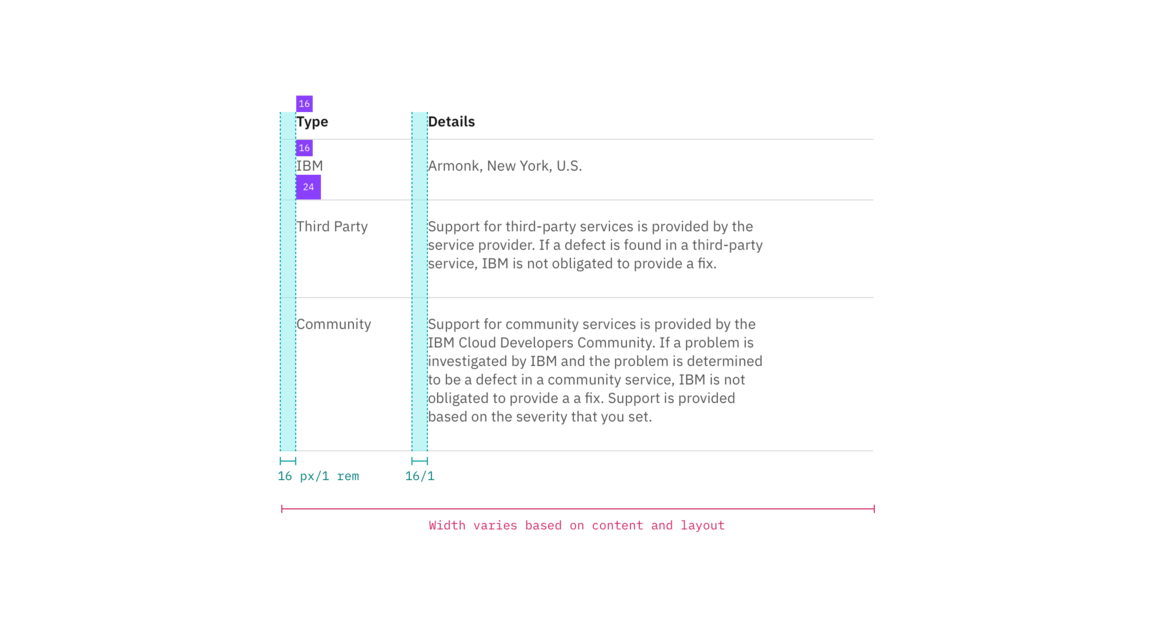 16
Type Details
16
IBM Armonk, New York, U.S.
24
Third Party Support for third-party services is provided by the
service provider. If a defect is found in a third-party
service, IBM is not obligated to provide a fix.
Community Support for community services is provided by the
IBM Cloud Developers Community. If a problem is
investigated by IBM and the problem is determined
to be a defect in a community service, IBM is not
obligated to provide a a fix. Support is provided
based on the severity that you set.
16 px/1 rem 16/1
Width varies based on content and layout